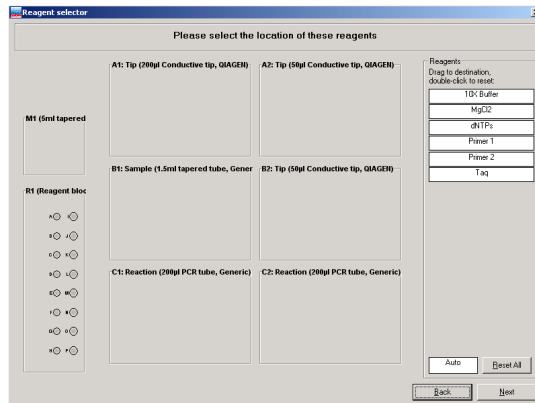 Reagent selector
Please select the location of these reagents
A1: Tip (200µl Conductive tip, QIAGEN)
A2: Tip (50µl Conductive tip, QIAGEN)
Reagents
Drag to destination,
double-click to reset:
10X Buffer
MgCl2
dNTPs
Primer 1
Primer 2
Taq
M1 (5ml tapered
B1: Sample (1.5ml tapered tube, Gener
B2: Tip (50µl Conductive tip, QIAGEN)
R1 (Reagent bloc
A I
B J
C K
D L
E M
F N
G O
H P
C1: Reaction (200µl PCR tube, Generic)
C2: Reaction (200µl PCR tube, Generic)
Auto
Reset All
Back
Next